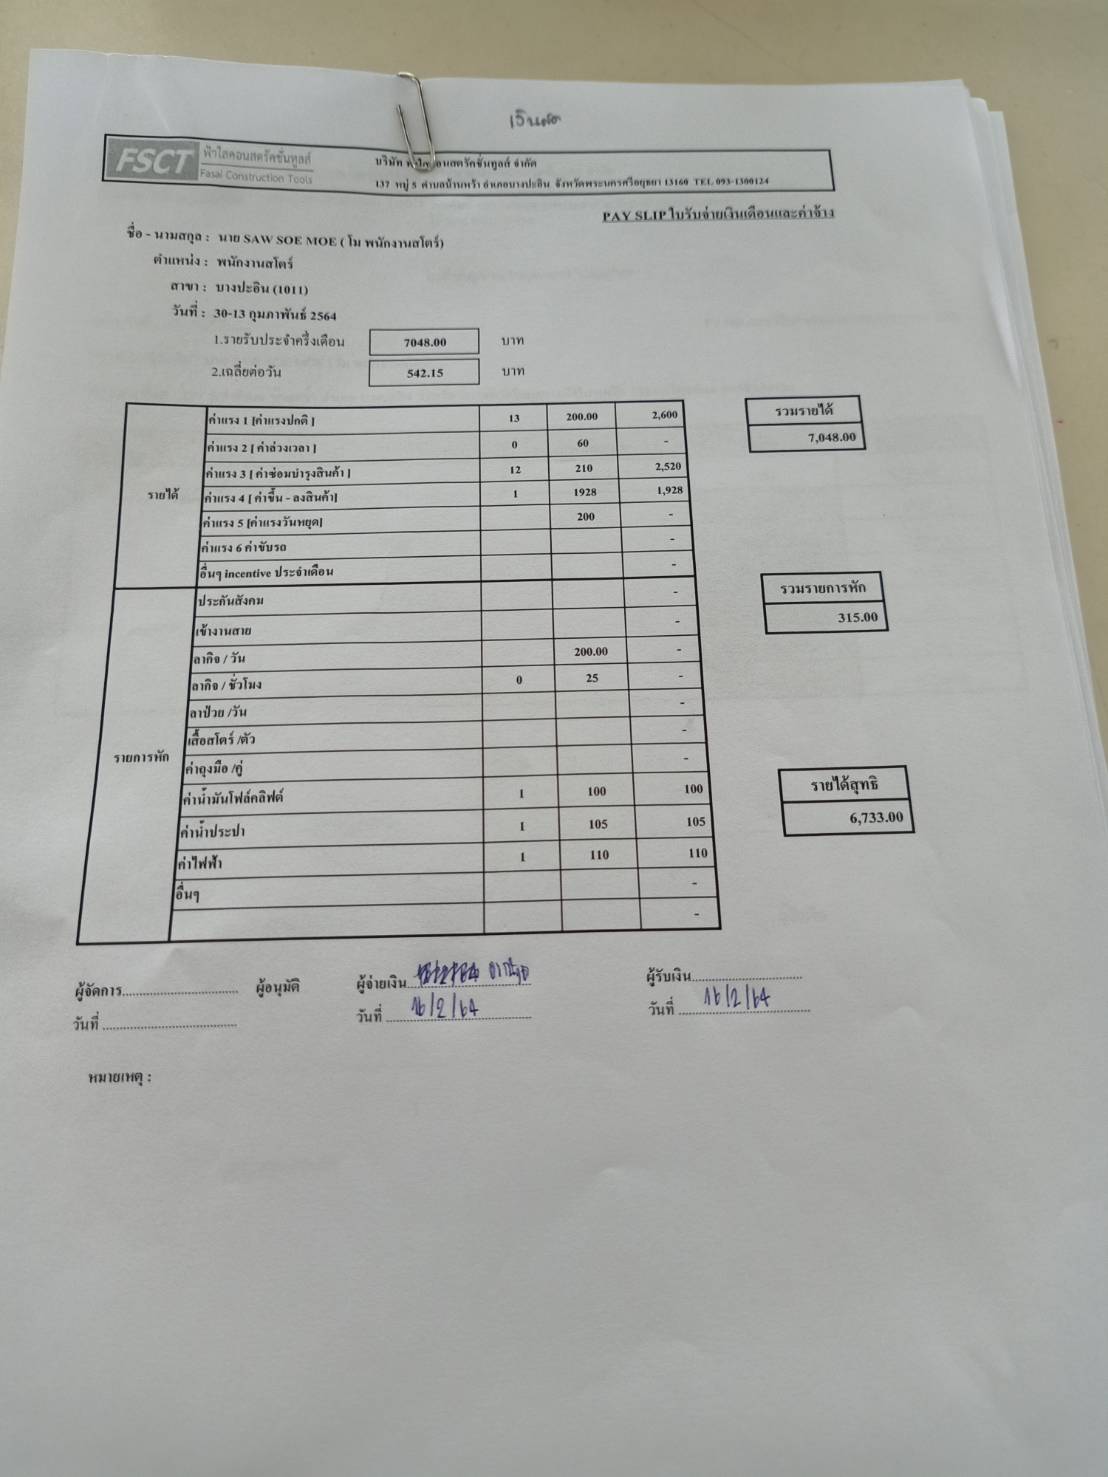 เงินสด
FSCT ฟ้าใสคอนสตรัคชั่นทูลส์
Fasai Construction Tools
บริษัท ฟ้าใสคอนสตรัคชั่นทูลส์ จำกัด
137 หมู่ 5 ตำบลบ้านหว้า อำเภอบางปะอิน จังหวัดพระนครศรีอยุธยา 13160 TEL 093-1300124
PAY SLIP ใบรับจ่ายเงินเดือนและค่าจ้าง
ชื่อ - นามสกุล : นาย SAW SOE MOE ( โม พนักงานสโตร์)
ตำแหน่ง : พนักงานสโตร์
สาขา : บางปะอิน (1011)
วันที่ : 30-13 กุมภาพันธ์ 2564
1.รายรับประจำครึ่งเดือน 7048.00 บาท
2.เฉลี่ยต่อวัน 542.15 บาท
รายได้
ค่าแรง 1 [ค่าแรงปกติ ] 13 200.00 2,600
ค่าแรง 2 [ ค่าล่วงเวลา ] 0 60 -
ค่าแรง 3 [ ค่าซ่อมบำรุงสินค้า ] 12 210 2,520
ค่าแรง 4 [ ค่าขึ้น - ลงสินค้า] 1 1928 1,928
ค่าแรง 5 [ค่าแรงวันหยุด] 200 -
ค่าแรง 6 ค่าขับรถ -
อื่นๆ incentive ประจำเดือน -
รวมรายได้
7,048.00
รายการหัก
ประกันสังคม -
เข้างานสาย -
ลากิจ / วัน 200.00 -
ลากิจ / ชั่วโมง 0 25 -
ลาป่วย /วัน -
เสื้อสโตร์ /ตัว -
ค่าถุงมือ /คู่ -
ค่าน้ำมันโฟล์คลิฟต์ 1 100 100
ค่าน้ำประปา 1 105 105
ค่าไฟฟ้า 1 110 110
อื่นๆ -
-
รวมรายการหัก
315.00
รายได้สุทธิ
6,733.00
ผู้จัดการ ผู้อนุมัติ ผู้จ่ายเงิน ผู้รับเงิน
วันที่ วันที่ 16/2/64 วันที่ 16/2/64
หมายเหตุ :